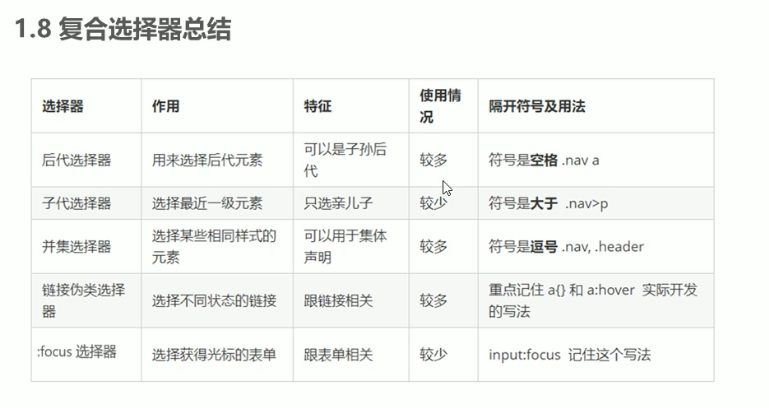 1.8 复合选择器总结
选择器 作用 特征 使用情况 隔开符号及用法
后代选择器 用来选择后代元素 可以是子孙后代 较多 符号是空格 .nav a
子代选择器 选择最近一级元素 只选亲儿子 较少 符号是大于 .nav>p
并集选择器 选择某些相同样式的元素 可以用于集体声明 较多 符号是逗号 .nav, .header
链接伪类选择器 选择不同状态的链接 跟链接相关 较多 重点记住 a{} 和 a:hover 实际开发的写法
:focus 选择器 选择获得光标的表单 跟表单相关 较少 input:focus 记住这个写法